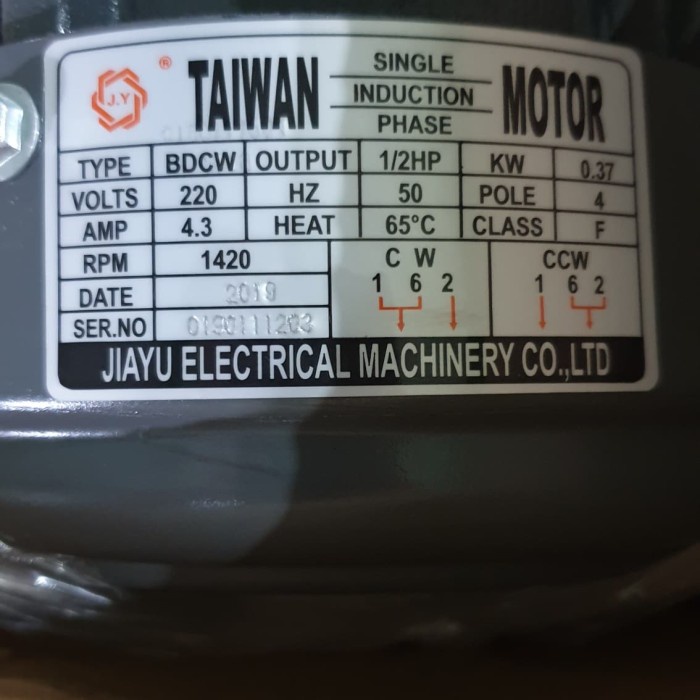 J.Y ®
TAIWAN SINGLE INDUCTION PHASE MOTOR
TYPE BDCW OUTPUT 1/2HP KW 0.37
VOLTS 220 HZ 50 POLE 4
AMP 4.3 HEAT 65°C CLASS F
RPM 1420 C W CCW
1 6 2 1 6 2
DATE 2019
SER.NO 0190111203
JIAYU ELECTRICAL MACHINERY CO.,LTD